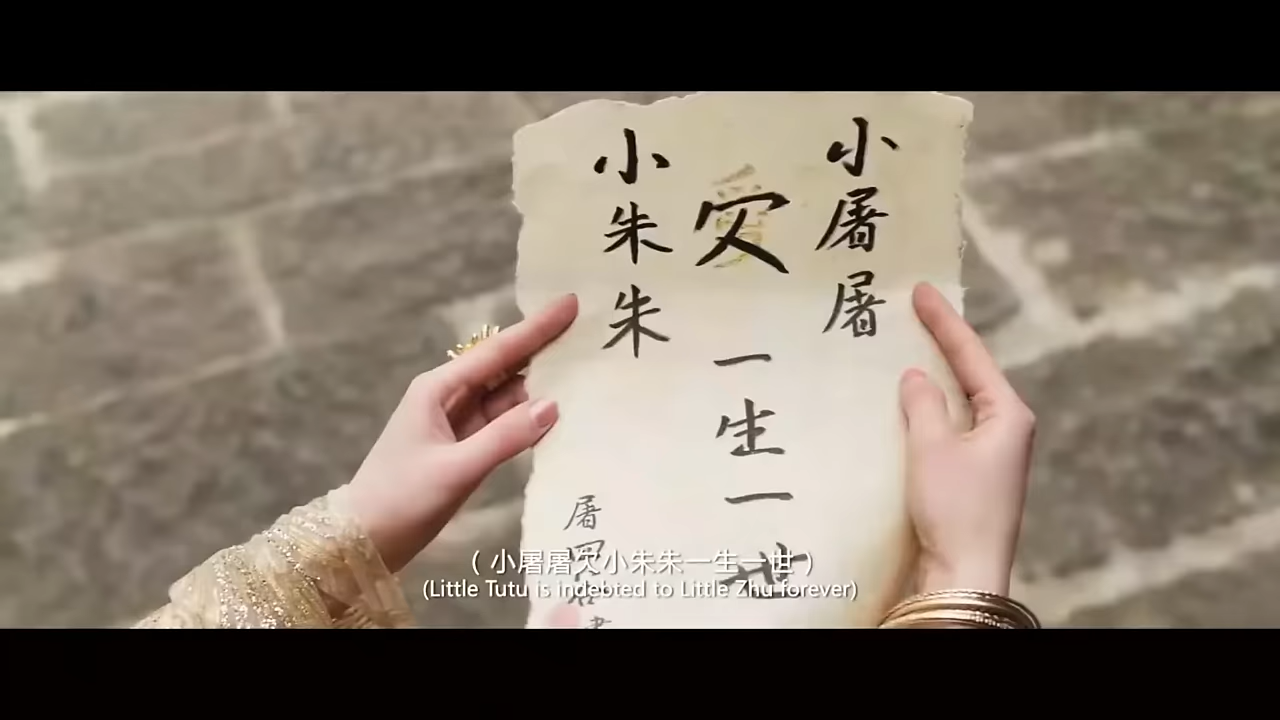 小屠屠
欠
一生一世
小朱朱
屠
(小屠屠欠小朱朱一生一世)
(Little Tutu is indebted to Little Zhu forever)